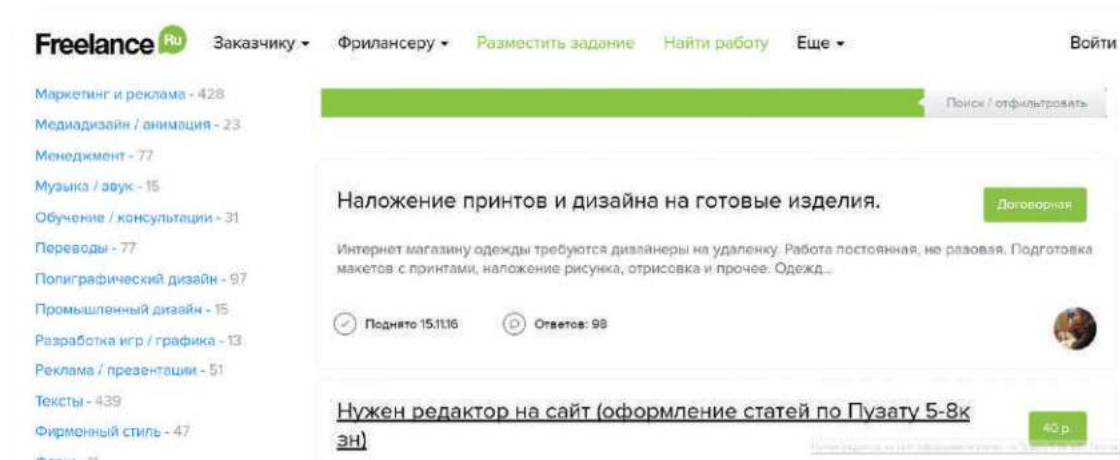 Freelance Ru Заказчику Фрилансеру Разместить задание Найти работу Еще Войти
Маркетинг и реклама - 428
Медиадизайн / анимация - 23
Менеджмент - 77
Музыка / звук - 15
Обучение / консультации - 31
Переводы - 77
Полиграфический дизайн - 97
Промышленный дизайн - 15
Разработка игр / графика - 13
Реклама / презентации - 51
Тексты - 439
Фирменный стиль - 47
Поиск / отфильтровать
Наложение принтов и дизайна на готовые изделия.
Договорная
Интернет магазину одежды требуются дизайнеры на удаленку. Работа постоянная, не разовая. Подготовка
макетов с принтами, наложение рисунка, отрисовка и прочее. Одежд...
Поднято 15.11.16 Ответов: 98
Нужен редактор на сайт (оформление статей по Пузату 5-8к
зн)
40 р.